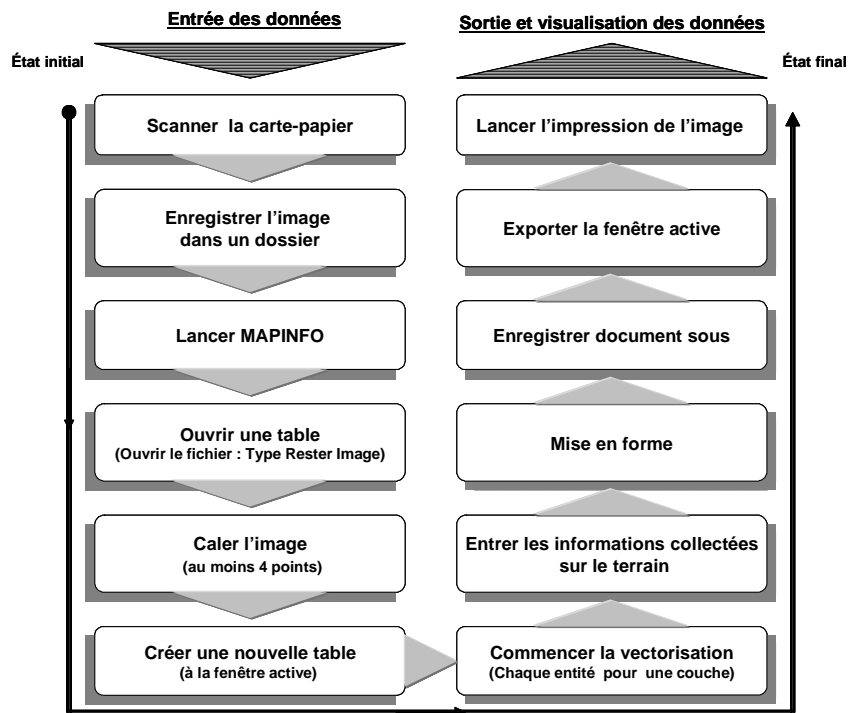 Entrée des données
État initial
Scanner la carte-papier
Enregistrer l'image
dans un dossier
Lancer MAPINFO
Ouvrir une table
(Ouvrir le fichier : Type Rester Image)
Caler l'image
(au moins 4 points)
Créer une nouvelle table
(à la fenêtre active)
Sortie et visualisation des données
État final
Lancer l'impression de l'image
Exporter la fenêtre active
Enregistrer document sous
Mise en forme
Entrer les informations collectées
sur le terrain
Commencer la vectorisation
(Chaque entité pour une couche)